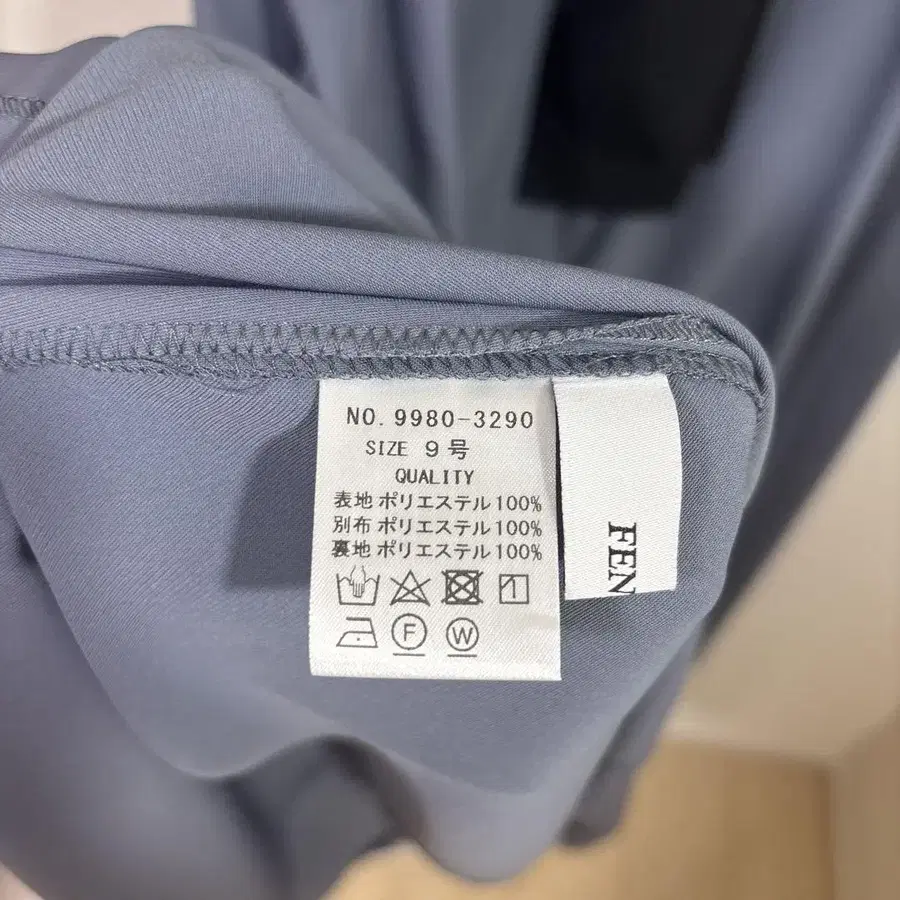 NO. 9980-3290
SIZE 9号
QUALITY
表地 ポリエステル100%
別布 ポリエステル100%
裏地 ポリエステル100%
1
F W
FEN